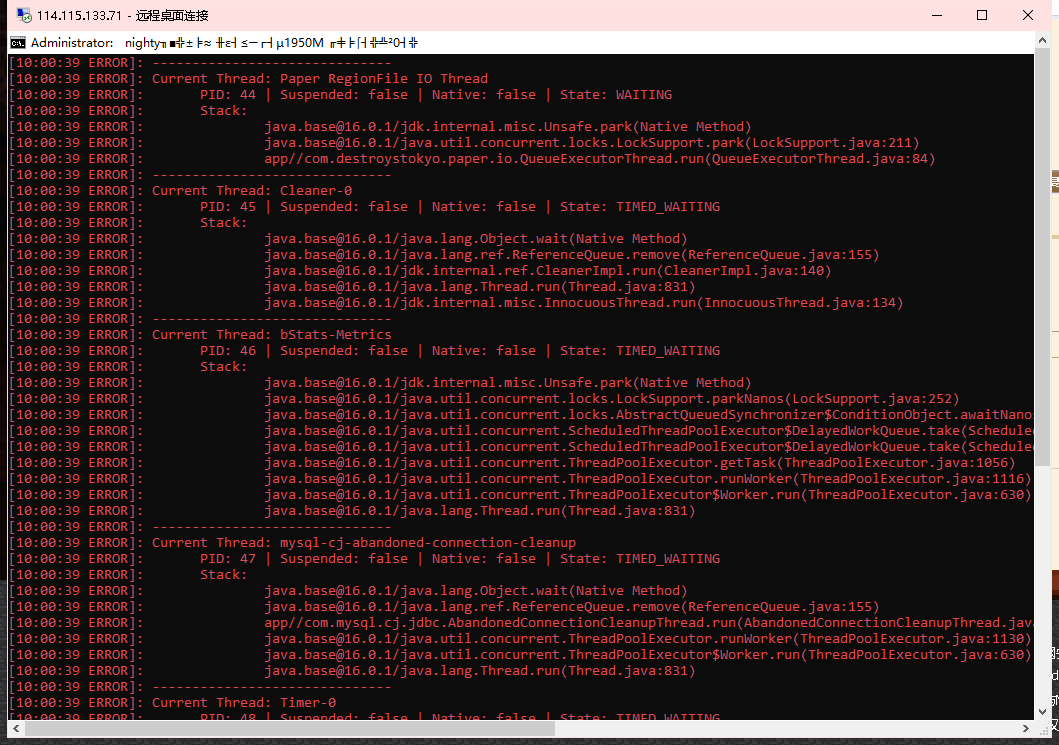 114.115.133.71 - 远程桌面连接
Administrator:
[10:00:39 ERROR]: ------------------------------
[10:00:39 ERROR]: Current Thread: Paper RegionFile IO Thread
[10:00:39 ERROR]: PID: 44 | Suspended: false | Native: false | State: WAITING
[10:00:39 ERROR]: Stack:
[10:00:39 ERROR]: java.base@16.0.1/jdk.internal.misc.Unsafe.park(Native Method)
[10:00:39 ERROR]: java.base@16.0.1/java.util.concurrent.locks.LockSupport.park(LockSupport.java:211)
[10:00:39 ERROR]: app//com.destroystokyo.paper.io.QueueExecutorThread.run(QueueExecutorThread.java:84)
[10:00:39 ERROR]: ------------------------------
[10:00:39 ERROR]: Current Thread: Cleaner-0
[10:00:39 ERROR]: PID: 45 | Suspended: false | Native: false | State: TIMED_WAITING
[10:00:39 ERROR]: Stack:
[10:00:39 ERROR]: java.base@16.0.1/java.lang.Object.wait(Native Method)
[10:00:39 ERROR]: java.base@16.0.1/java.lang.ref.ReferenceQueue.remove(ReferenceQueue.java:155)
[10:00:39 ERROR]: java.base@16.0.1/jdk.internal.ref.CleanerImpl.run(CleanerImpl.java:140)
[10:00:39 ERROR]: java.base@16.0.1/java.lang.Thread.run(Thread.java:831)
[10:00:39 ERROR]: java.base@16.0.1/jdk.internal.misc.InnocuousThread.run(InnocuousThread.java:134)
[10:00:39 ERROR]: ------------------------------
[10:00:39 ERROR]: Current Thread: bStats-Metrics
[10:00:39 ERROR]: PID: 46 | Suspended: false | Native: false | State: TIMED_WAITING
[10:00:39 ERROR]: Stack:
[10:00:39 ERROR]: java.base@16.0.1/jdk.internal.misc.Unsafe.park(Native Method)
[10:00:39 ERROR]: java.base@16.0.1/java.util.concurrent.locks.LockSupport.parkNanos(LockSupport.java:252)
[10:00:39 ERROR]: java.base@16.0.1/java.util.concurrent.locks.AbstractQueuedSynchronizer$ConditionObject.awaitNanos
[10:00:39 ERROR]: java.base@16.0.1/java.util.concurrent.ScheduledThreadPoolExecutor$DelayedWorkQueue.take(Scheduled
[10:00:39 ERROR]: java.base@16.0.1/java.util.concurrent.ScheduledThreadPoolExecutor$DelayedWorkQueue.take(Scheduled
[10:00:39 ERROR]: java.base@16.0.1/java.util.concurrent.ThreadPoolExecutor.getTask(ThreadPoolExecutor.java:1056)
[10:00:39 ERROR]: java.base@16.0.1/java.util.concurrent.ThreadPoolExecutor.runWorker(ThreadPoolExecutor.java:1116)
[10:00:39 ERROR]: java.base@16.0.1/java.util.concurrent.ThreadPoolExecutor$Worker.run(ThreadPoolExecutor.java:630)
[10:00:39 ERROR]: java.base@16.0.1/java.lang.Thread.run(Thread.java:831)
[10:00:39 ERROR]: ------------------------------
[10:00:39 ERROR]: Current Thread: mysql-cj-abandoned-connection-cleanup
[10:00:39 ERROR]: PID: 47 | Suspended: false | Native: false | State: TIMED_WAITING
[10:00:39 ERROR]: Stack:
[10:00:39 ERROR]: java.base@16.0.1/java.lang.Object.wait(Native Method)
[10:00:39 ERROR]: java.base@16.0.1/java.lang.ref.ReferenceQueue.remove(ReferenceQueue.java:155)
[10:00:39 ERROR]: app//com.mysql.cj.jdbc.AbandonedConnectionCleanupThread.run(AbandonedConnectionCleanupThread.java
[10:00:39 ERROR]: java.base@16.0.1/java.util.concurrent.ThreadPoolExecutor.runWorker(ThreadPoolExecutor.java:1130)
[10:00:39 ERROR]: java.base@16.0.1/java.util.concurrent.ThreadPoolExecutor$Worker.run(ThreadPoolExecutor.java:630)
[10:00:39 ERROR]: java.base@16.0.1/java.lang.Thread.run(Thread.java:831)
[10:00:39 ERROR]: ------------------------------
[10:00:39 ERROR]: Current Thread: Timer-0
[10:00:39 ERROR]: PID: 48 | Suspended: false | Native: false | State: TIMED_WAITING